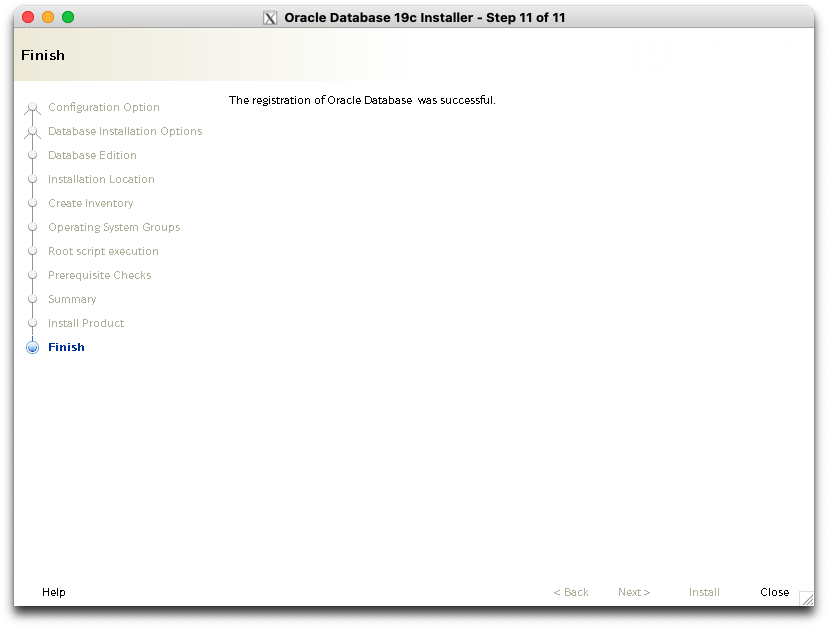 Oracle Database 19c Installer - Step 11 of 11
Finish
Configuration Option
Database Installation Options
Database Edition
Installation Location
Create Inventory
Operating System Groups
Root script execution
Prerequisite Checks
Summary
Install Product
Finish
The registration of Oracle Database was successful.
Help
< Back
Next >
Install
Close